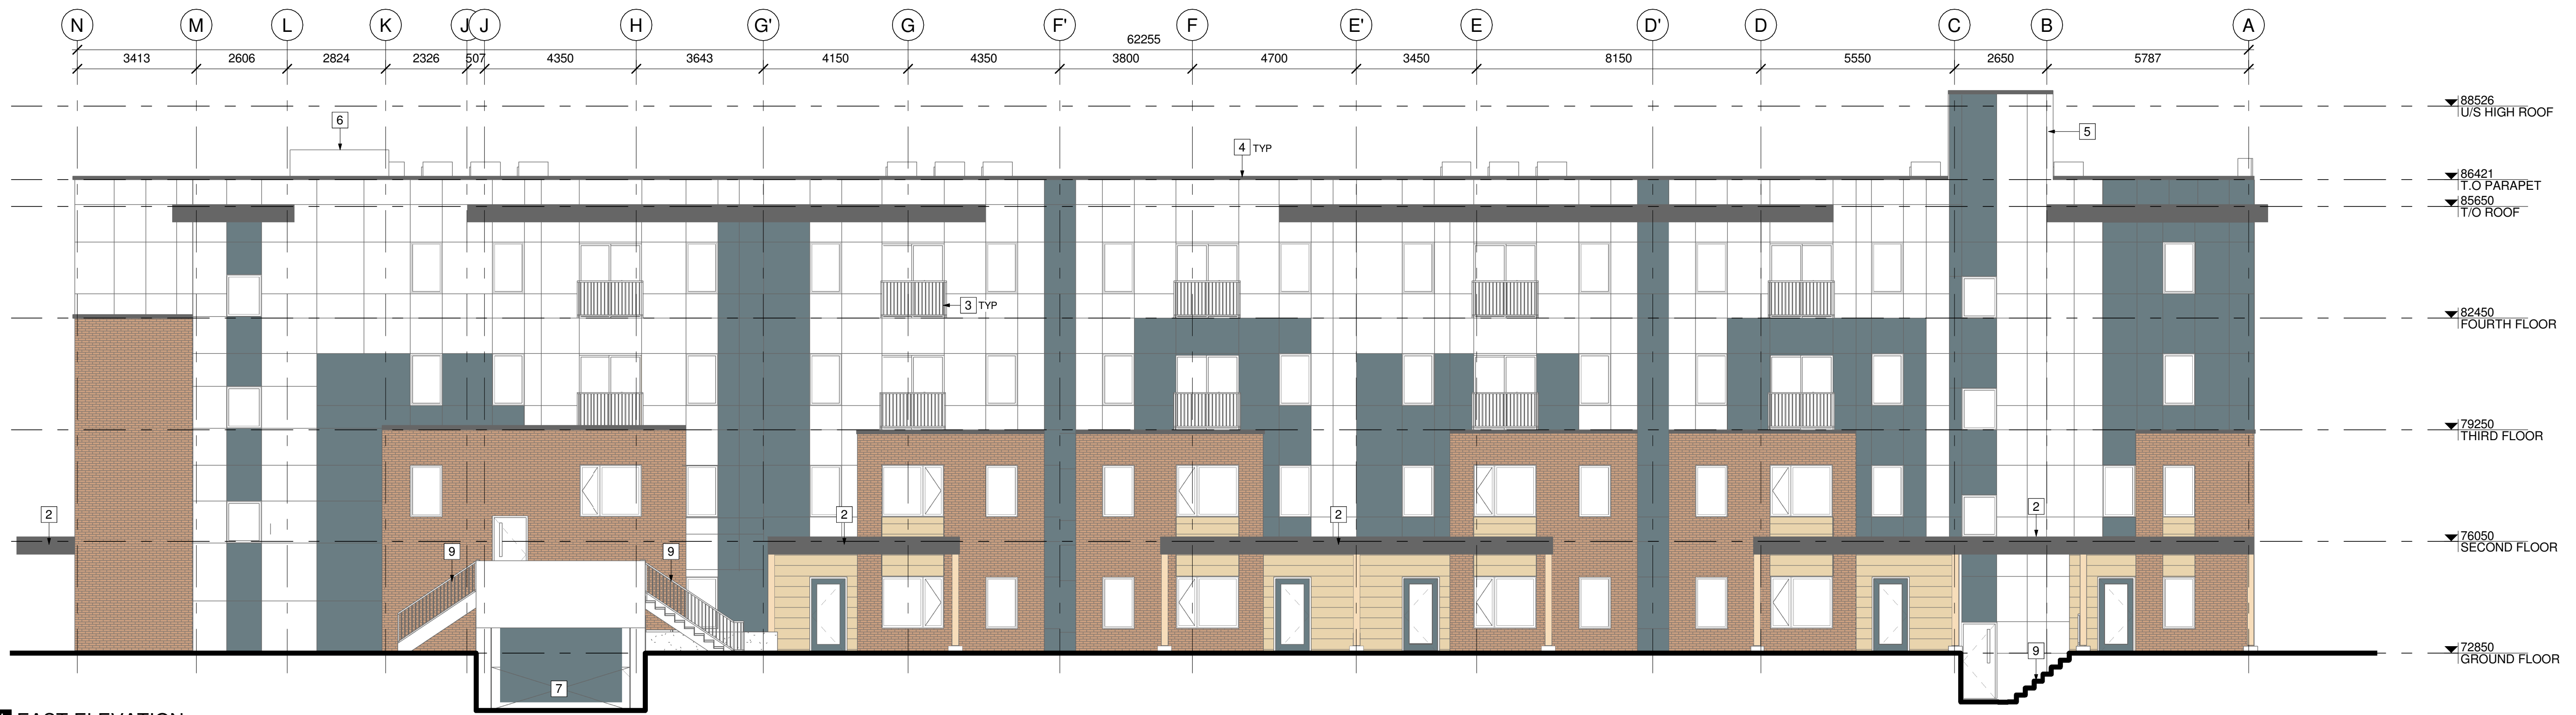 N M L K J' J H G' G F' F E' E D' D C B A
62255
3413 2606 2824 2326 507 4350 3643 4150 4350 3800 4700 3450 8150 5550 2650 5787
88526
U/S HIGH ROOF
6
5
4 TYP
86421
T.O PARAPET
85650
T/O ROOF
3 TYP
82450
FOURTH FLOOR
79250
THIRD FLOOR
2 2 2 2
76050
SECOND FLOOR
9 9
9
72850
GROUND FLOOR
7
EAST ELEVATION